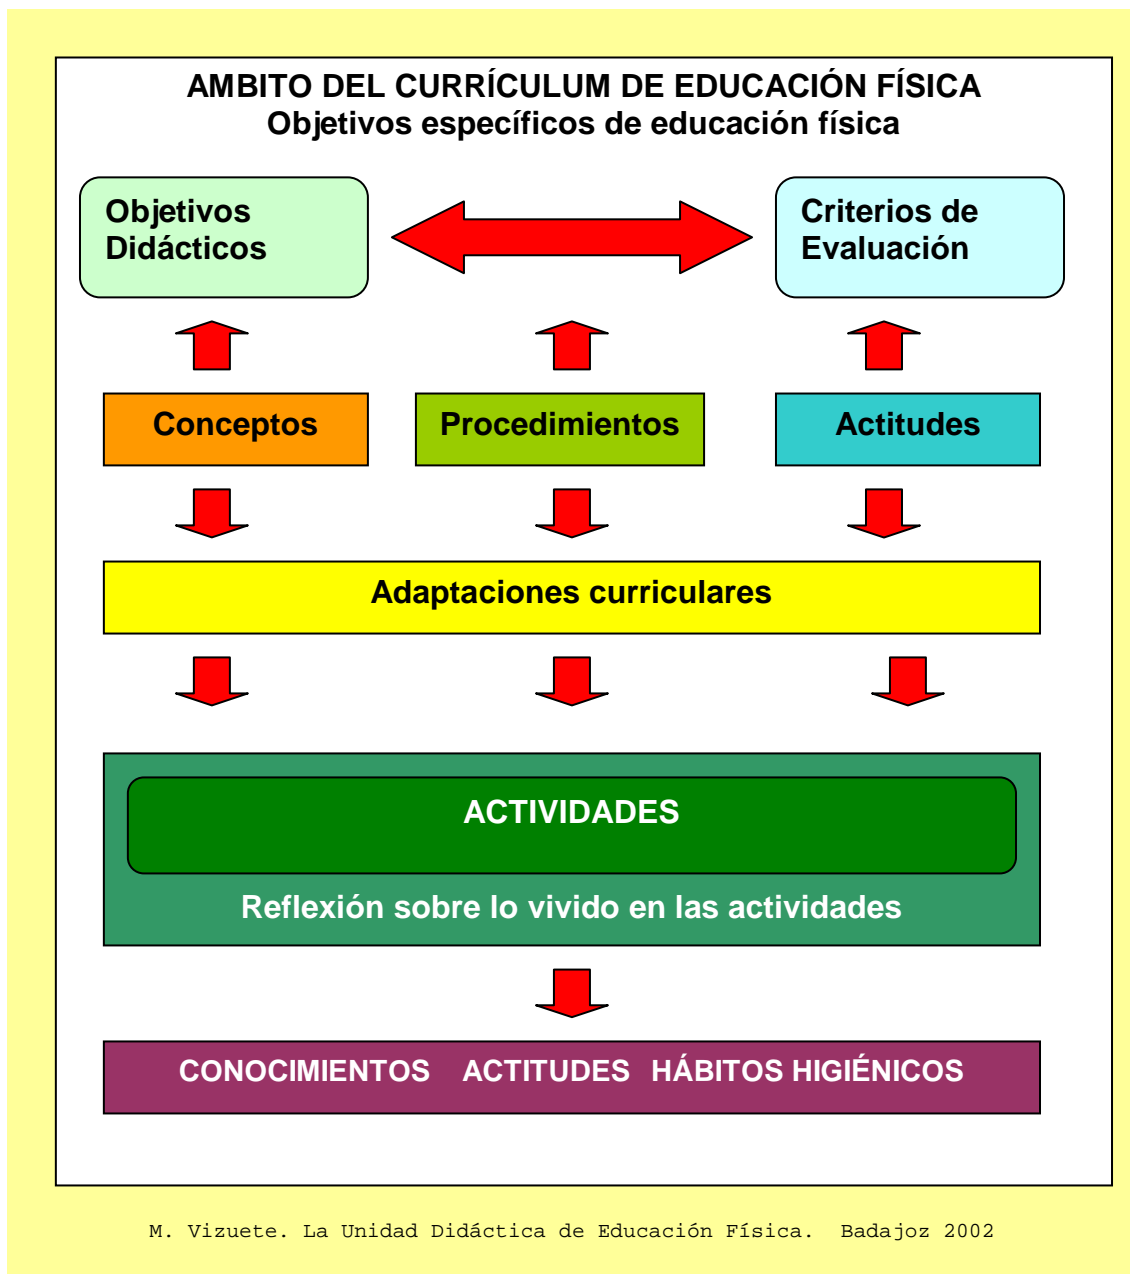 AMBITO DEL CURRÍCULUM DE EDUCACIÓN FÍSICA
Objetivos específicos de educación física
Objetivos
Didácticos
Criterios de
Evaluación
Conceptos
Procedimientos
Actitudes
Adaptaciones curriculares
ACTIVIDADES
Reflexión sobre lo vivido en las actividades
CONOCIMIENTOS ACTITUDES HÁBITOS HIGIÉNICOS
M. Vizuete. La Unidad Didáctica de Educación Física. Badajoz 2002